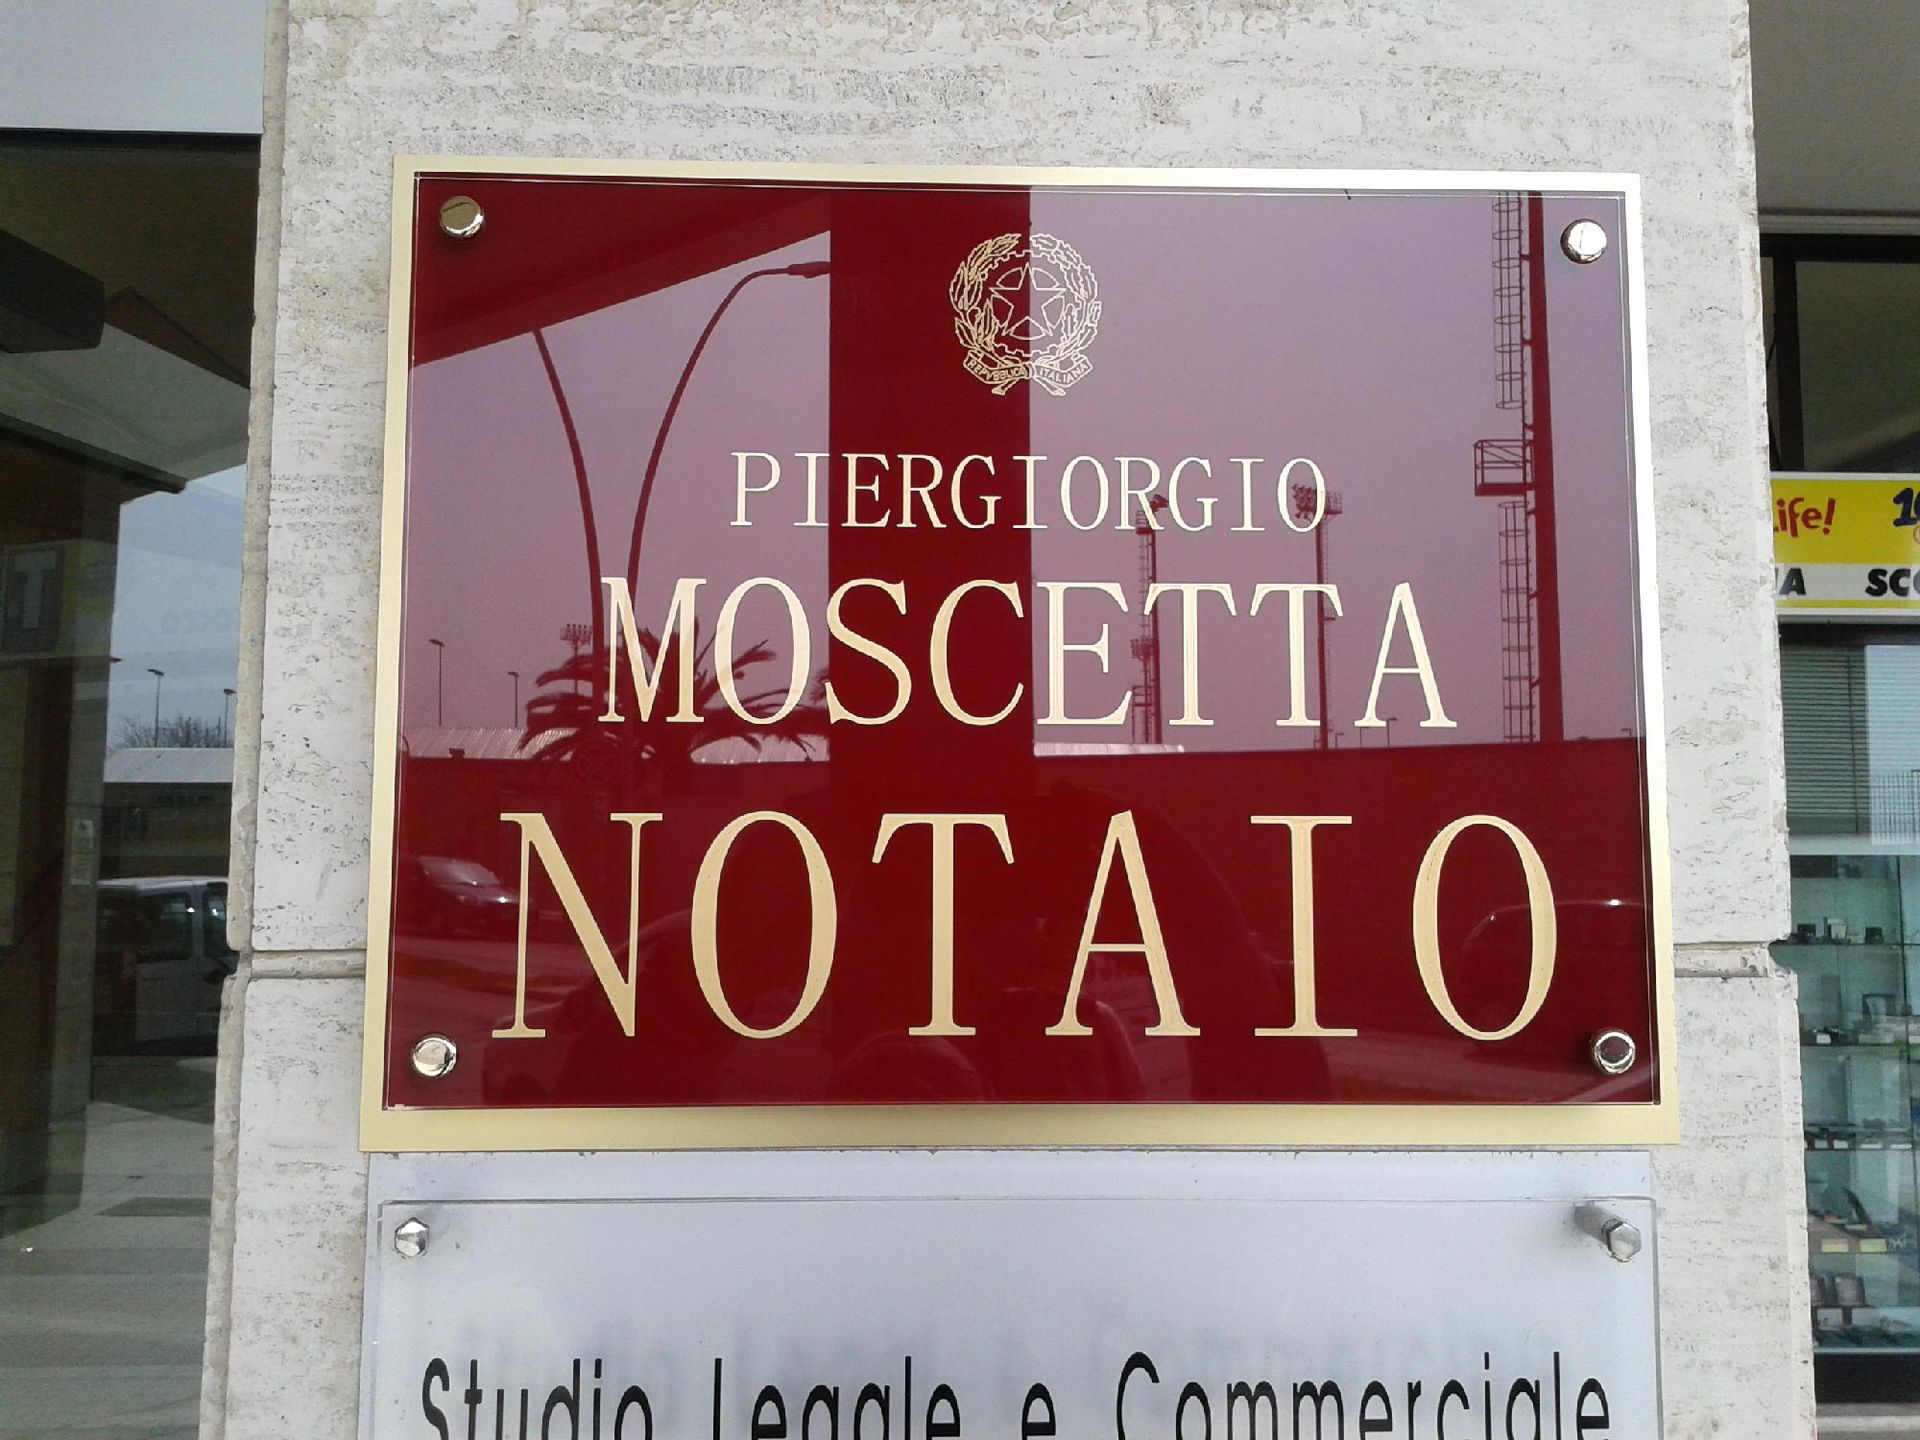 REPVBBLICA ITALIANA
PIERGIORGIO
MOSCETTA
NOTAIO
Studio Legale e Commerciale